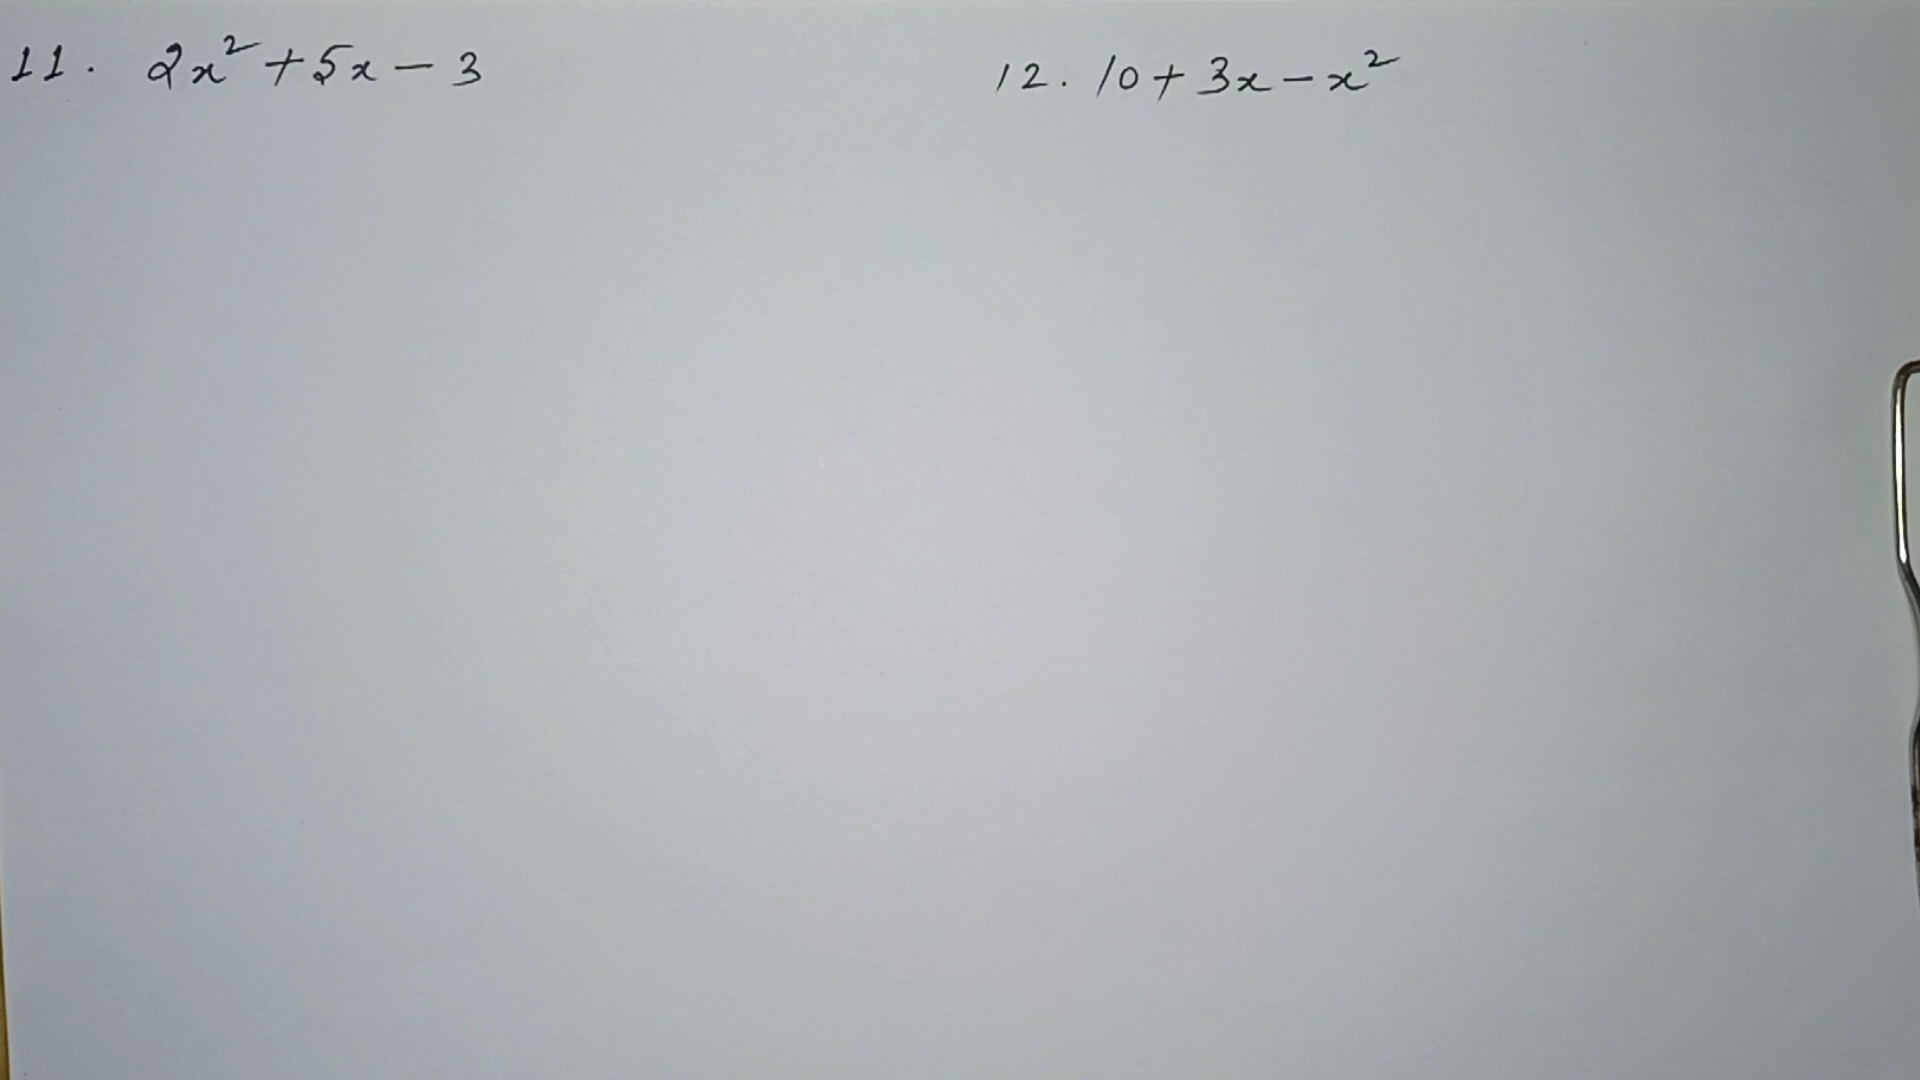 11. 2x² + 5x - 3
12. 10 + 3x - x²